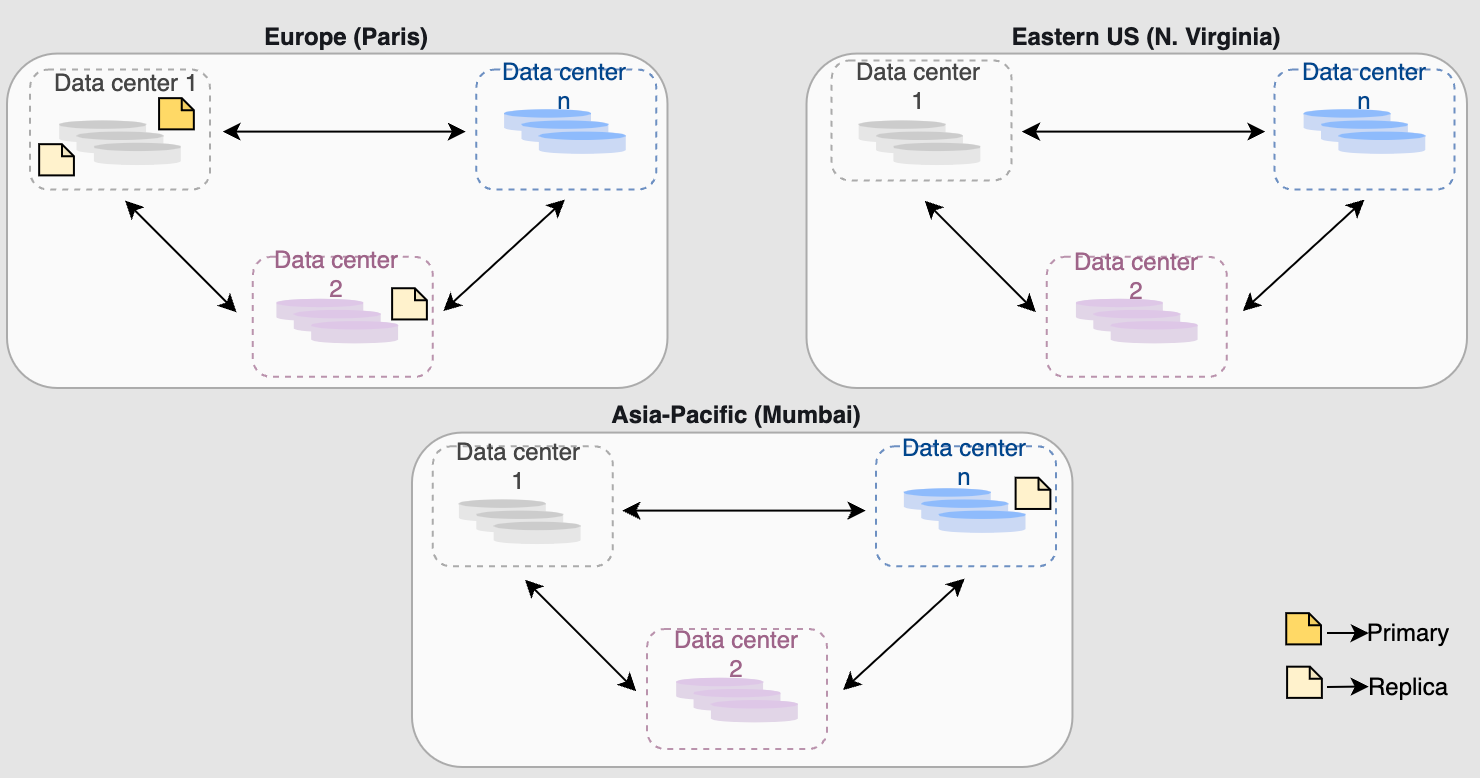 Europe (Paris)
Data center 1
Data center
n
Data center
2
Eastern US (N. Virginia)
Data center
1
Data center
n
Data center
2
Asia-Pacific (Mumbai)
Data center
1
Data center
n
Data center
2
Primary
Replica